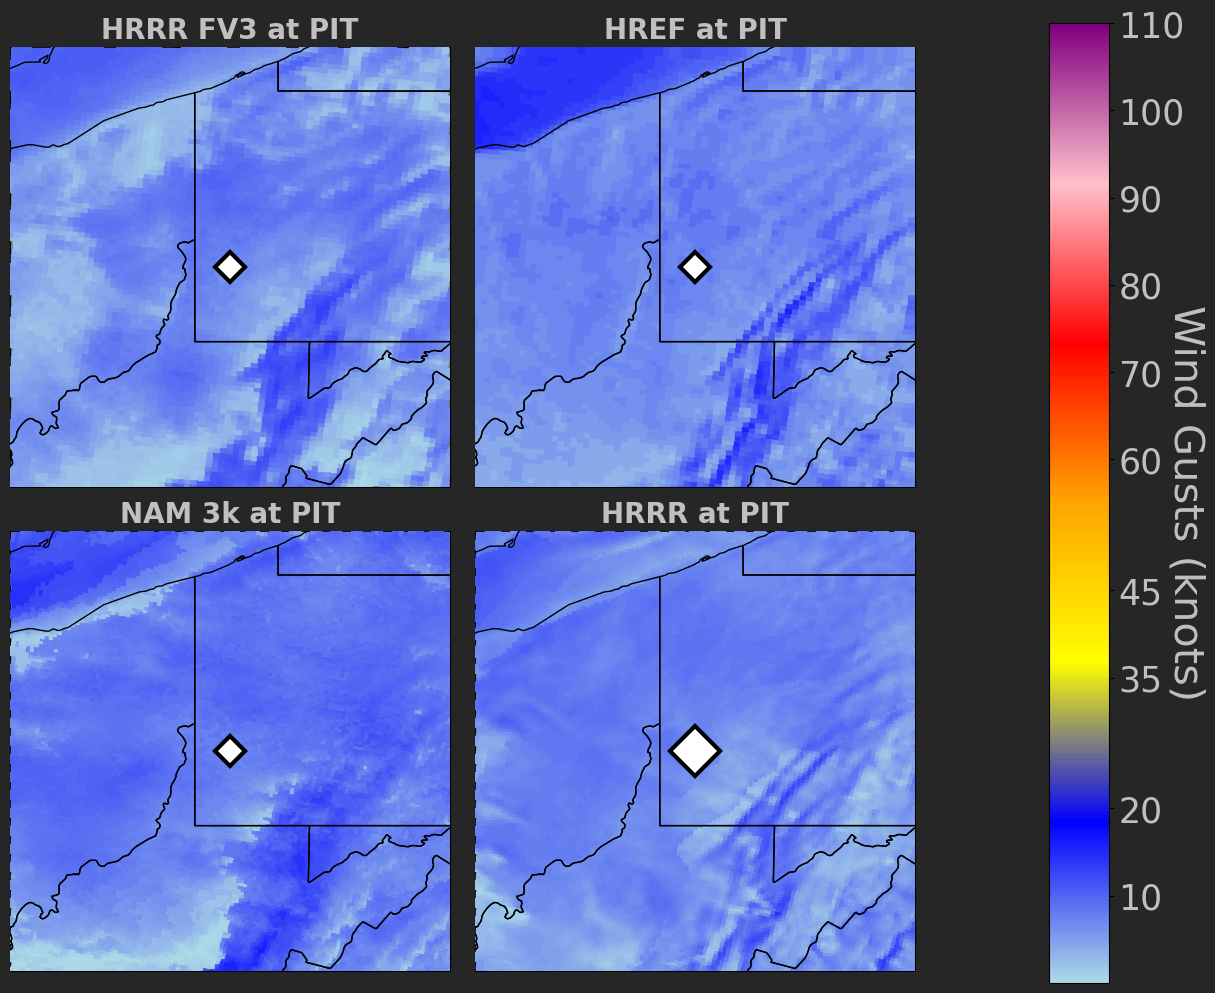 HRRR FV3 at PIT
HREF at PIT
NAM 3k at PIT
HRRR at PIT
110
100
90
80
70
60
45
35
20
10
Wind Gusts (knots)